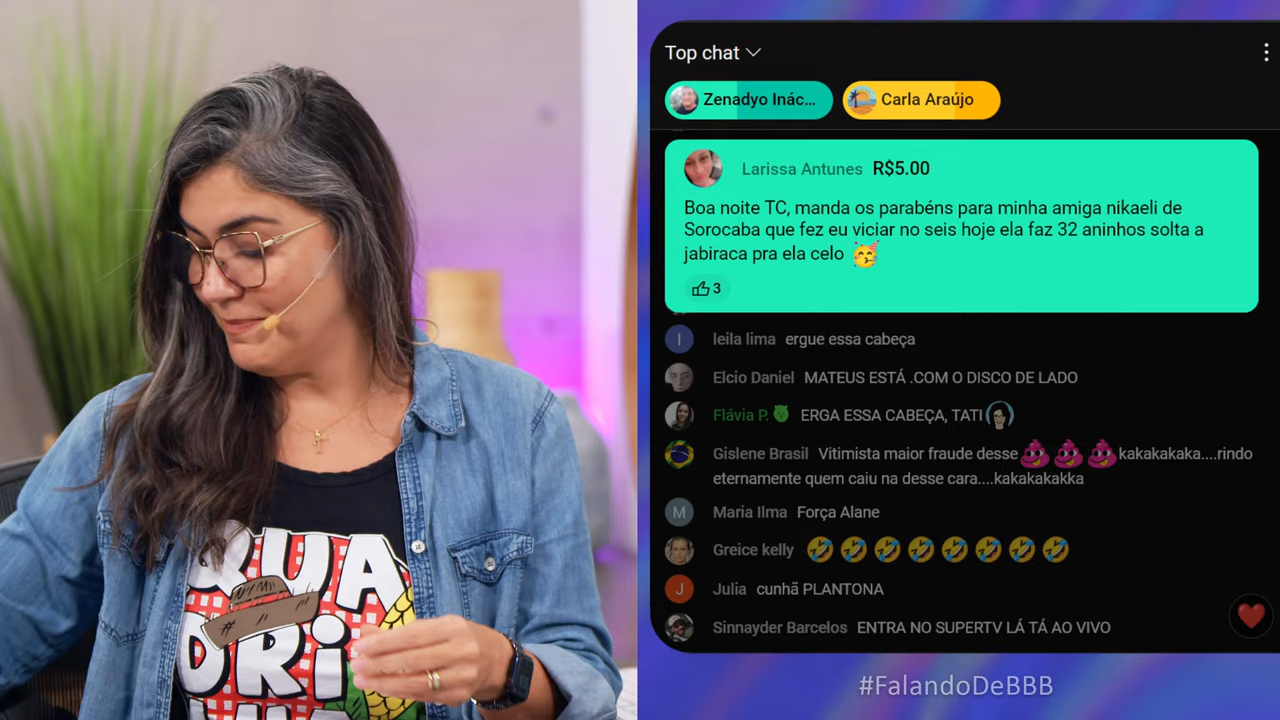 QUA
DRi
Top chat
Zenadyo Inác...
Carla Araújo
Larissa Antunes R$5.00
Boa noite TC, manda os parabéns para minha amiga nikaeli de
Sorocaba que fez eu viciar no seis hoje ela faz 32 aninhos solta a
jabiraca pra ela celo 🥳
3
leila lima ergue essa cabeça
Elcio Daniel MATEUS ESTÁ .COM O DISCO DE LADO
Flávia P. ERGA ESSA CABEÇA, TATI
Gislene Brasil Vitimista maior fraude desse 💩💩💩kakakakaka....rindo
eternamente quem caiu na desse cara....kakakakakka
M Maria Ilma Força Alane
Greice kelly 🤣🤣🤣🤣🤣🤣🤣🤣
J Julia cunhã PLANTONA
Sinnayder Barcelos ENTRA NO SUPERTV LÁ TÁ AO VIVO
#FalandoDeBBB